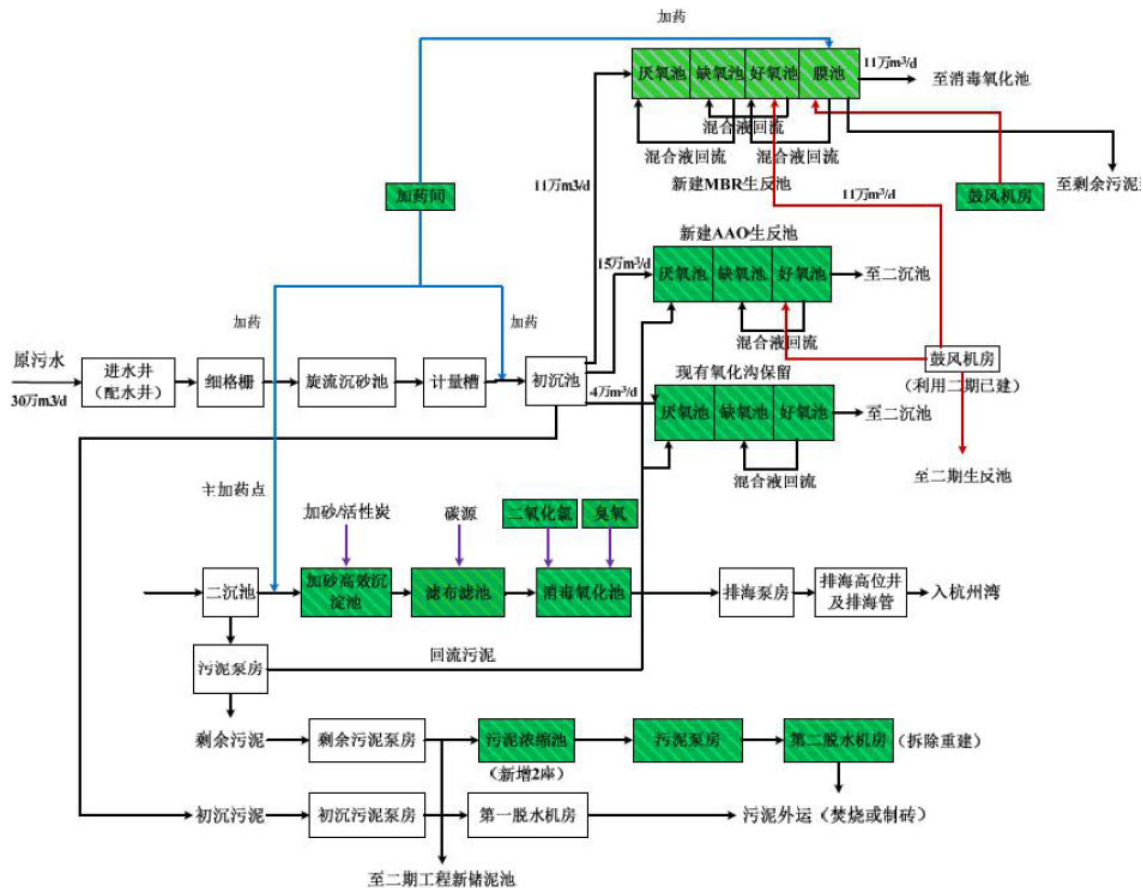 加药
11万m³/d
厌氧池
缺氧池
好氧池
膜池
至消毒氧化池
混合液回流
混合液回流
混合液回流
新建MBR生反池
11万m3/d
11万m³/d
鼓风机房
至剩余污泥
加药间
新建AAO生反池
15万m³/d
厌氧池
缺氧池
好氧池
至二沉池
混合液回流
加药
加药
原污水
30万m3/d
进水井
（配水井）
细格栅
旋流沉砂池
计量槽
初沉池
鼓风机房
（利用二期已建）
至二期生反池
现有氧化沟保留
4万m³/d
厌氧池
缺氧池
好氧池
至二沉池
混合液回流
主加药点
加砂/活性炭
碳源
二氧化氯
臭氧
二沉池
加砂高效沉
淀池
滤布滤池
消毒氧化池
排海泵房
排海高位井
及排海管
入杭州湾
污泥泵房
回流污泥
剩余污泥
剩余污泥泵房
污泥浓缩池
（新增2座）
污泥泵房
第二脱水机房
（拆除重建）
初沉污泥
初沉污泥泵房
第一脱水机房
污泥外运（焚烧或制砖）
至二期工程新储泥池